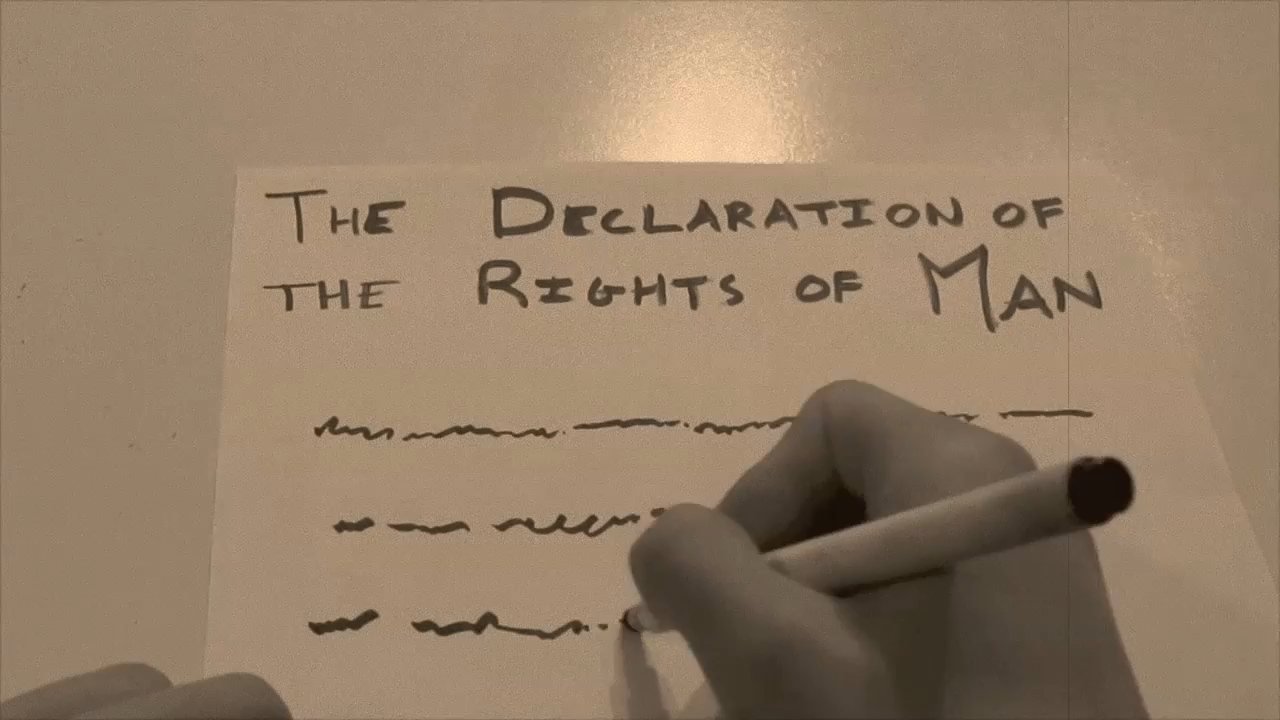 THE DECLARATION OF
THE RIGHTS OF MAN